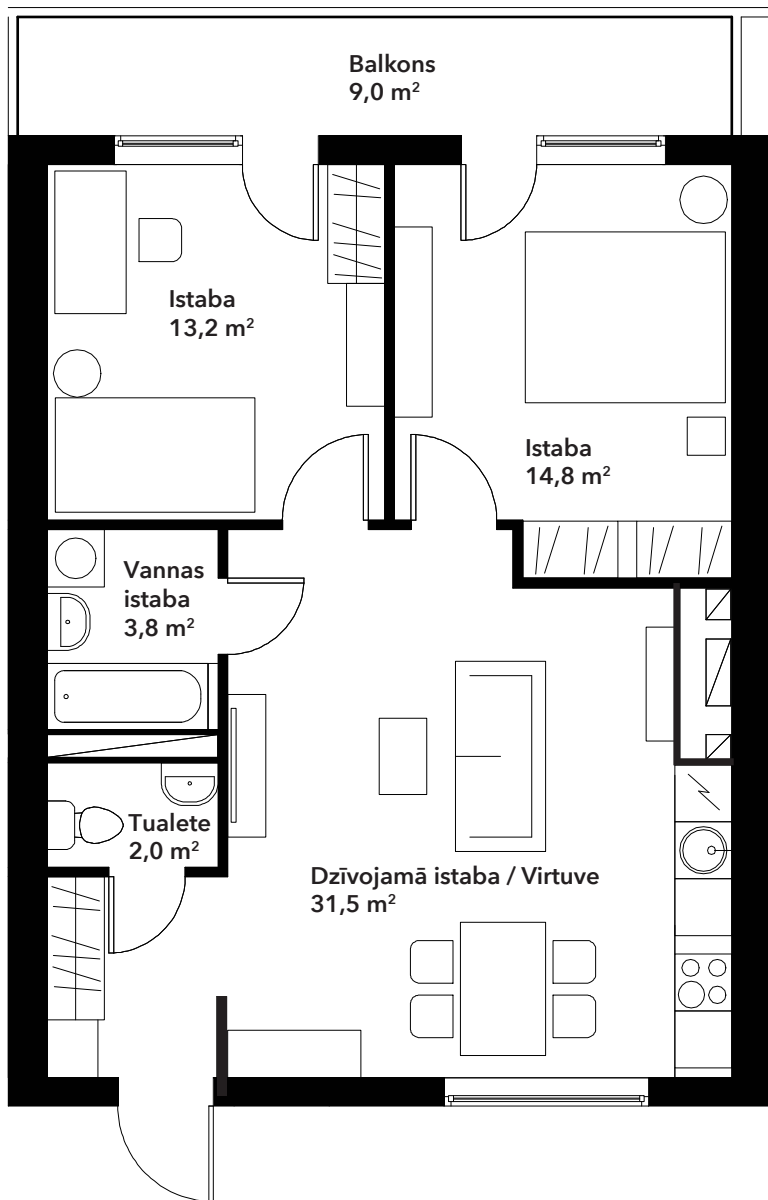 Balkons
9,0 m²
Istaba
13,2 m²
Istaba
14,8 m²
Vannas
istaba
3,8 m²
Tualete
2,0 m²
Dzīvojamā istaba / Virtuve
31,5 m²